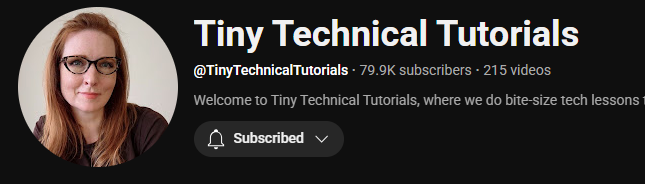 Tiny Technical Tutorials
@TinyTechnicalTutorials · 79.9K subscribers · 215 videos
Welcome to Tiny Technical Tutorials, where we do bite-size tech lessons
Subscribed